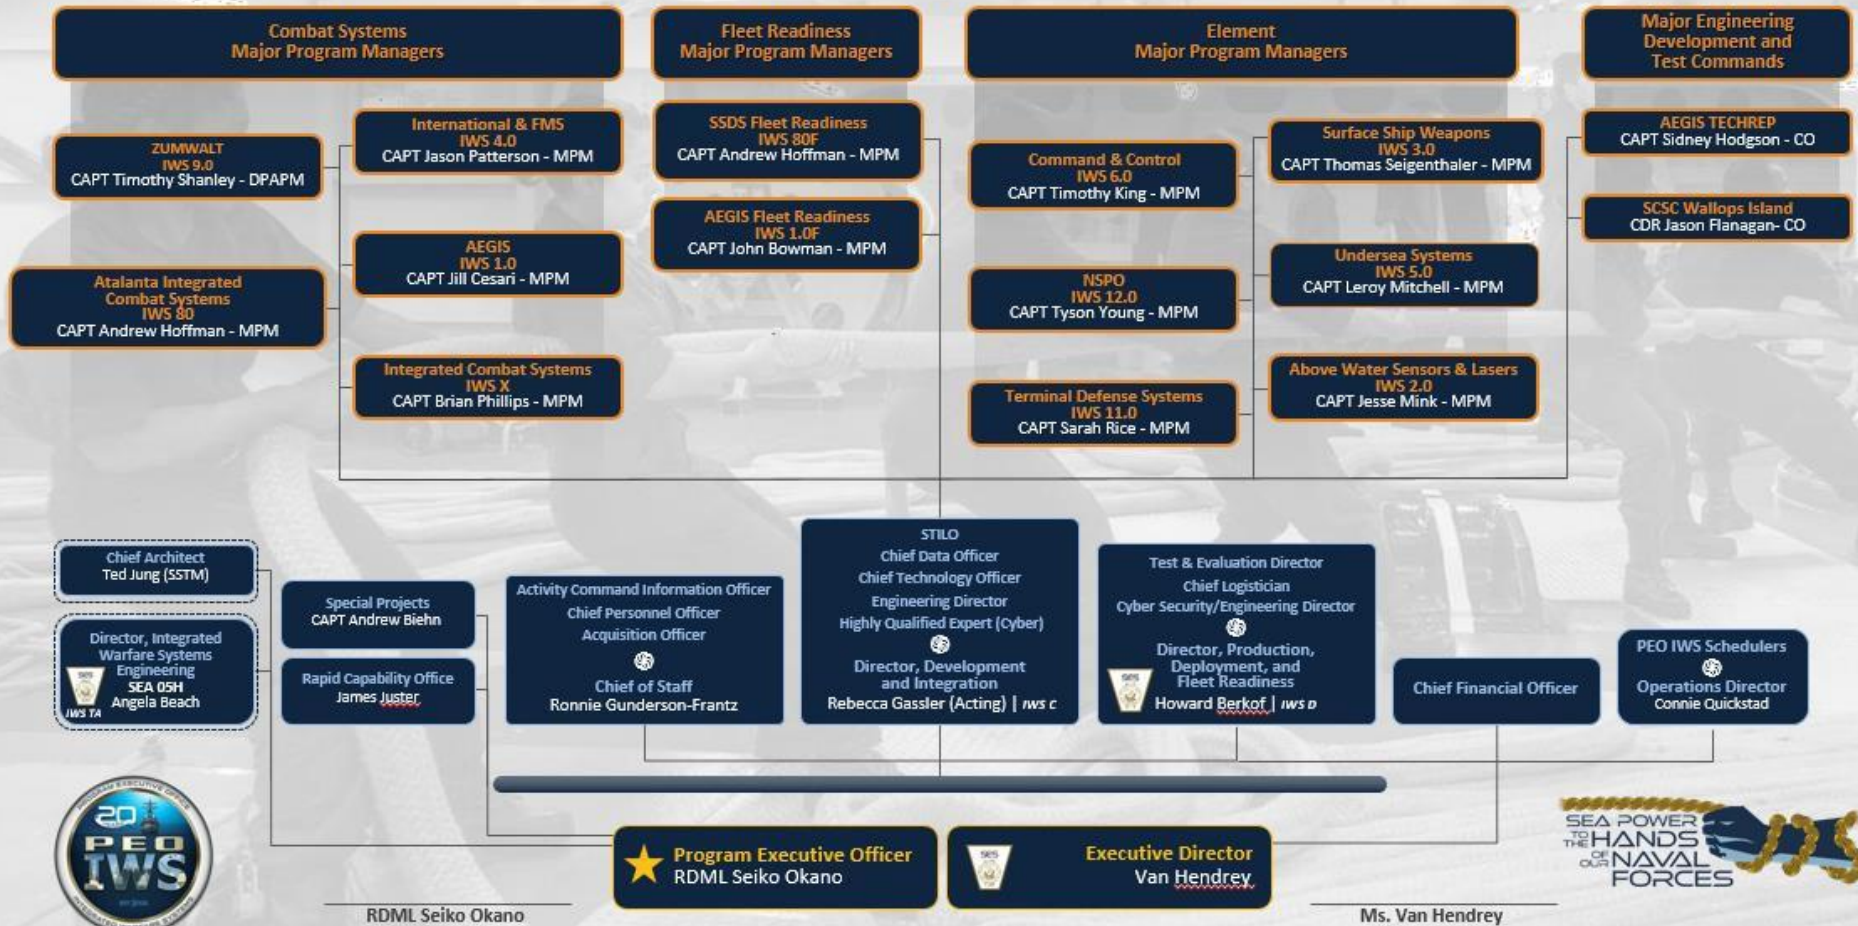 Combat Systems
Major Program Managers
Fleet Readiness
Major Program Managers
Element
Major Program Managers
Major Engineering
Development and
Test Commands
ZUMWALT
IWS 9.0
CAPT Timothy Shanley - DPAPM
International & FMS
IWS 4.0
CAPT Jason Patterson - MPM
Atalanta Integrated
Combat Systems
IWS 80
CAPT Andrew Hoffman - MPM
AEGIS
IWS 1.0
CAPT Jill Cesari - MPM
Integrated Combat Systems
IWS X
CAPT Brian Phillips - MPM
SSDS Fleet Readiness
IWS 80F
CAPT Andrew Hoffman - MPM
AEGIS Fleet Readiness
IWS 1.0F
CAPT John Bowman - MPM
Command & Control
IWS 6.0
CAPT Timothy King - MPM
Surface Ship Weapons
IWS 3.0
CAPT Thomas Seigenthaler - MPM
NSPO
IWS 12.0
CAPT Tyson Young - MPM
Undersea Systems
IWS 5.0
CAPT Leroy Mitchell - MPM
Terminal Defense Systems
IWS 11.0
CAPT Sarah Rice - MPM
Above Water Sensors & Lasers
IWS 2.0
CAPT Jesse Mink - MPM
AEGIS TECHREP
CAPT Sidney Hodgson - CO
SCSC Wallops Island
CDR Jason Flanagan- CO
Chief Architect
Ted Jung (SSTM)
Director, Integrated
Warfare Systems
Engineering
SEA 05H
Angela Beach
SES
IWS TA
Special Projects
CAPT Andrew Biehn
Rapid Capability Office
James Juster
Activity Command Information Officer
Chief Personnel Officer
Acquisition Officer
Chief of Staff
Ronnie Gunderson-Frantz
STILO
Chief Data Officer
Chief Technology Officer
Engineering Director
Highly Qualified Expert (Cyber)
Director, Development
and Integration
Rebecca Gassler (Acting) | IWS C
Test & Evaluation Director
Chief Logistician
Cyber Security/Engineering Director
Director, Production,
Deployment, and
Fleet Readiness
SES
Howard Berkof | IWS D
Chief Financial Officer
PEO IWS Schedulers
Operations Director
Connie Quickstad
PROGRAM EXECUTIVE OFFICE
20
PEO
IWS
INTEGRATED WARFARE SYSTEMS
Program Executive Officer
RDML Seiko Okano
SES
Executive Director
Van Hendrey
SEA POWER
TO THE HANDS
OF OUR NAVAL
FORCES
RDML Seiko Okano
Ms. Van Hendrey